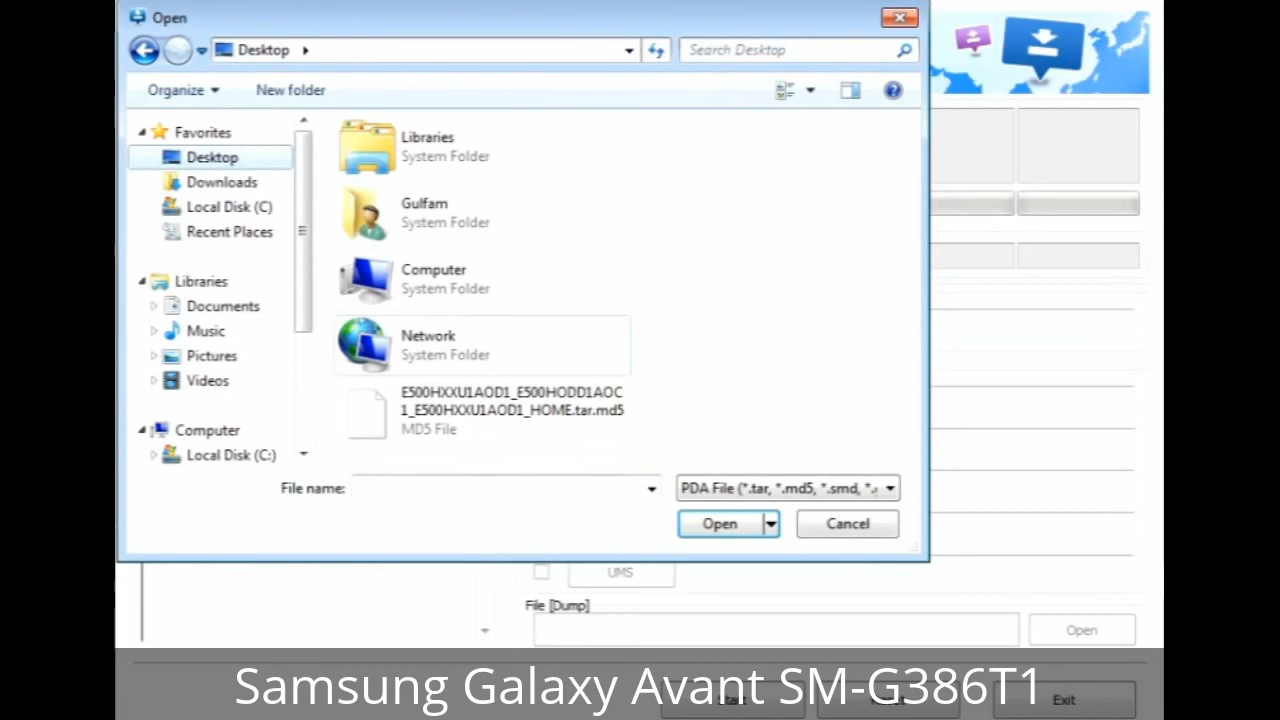 Open
Desktop
Search Desktop
Organize
New folder
Favorites
Desktop
Downloads
Local Disk (C)
Recent Places
Libraries
Documents
Music
Pictures
Videos
Computer
Local Disk (C:)
Libraries
System Folder
Gulfam
System Folder
Computer
System Folder
Network
System Folder
E500HXXU1AOD1_E500HODD1AOC
1_E500HXXU1AOD1_HOME.tar.md5
MD5 File
File name:
PDA File (*.tar, *.md5, *.smd, *.
Open
Cancel
UMS
File [Dump]
Open
Start
Reset
Exit
Samsung Galaxy Avant SM-G386T1